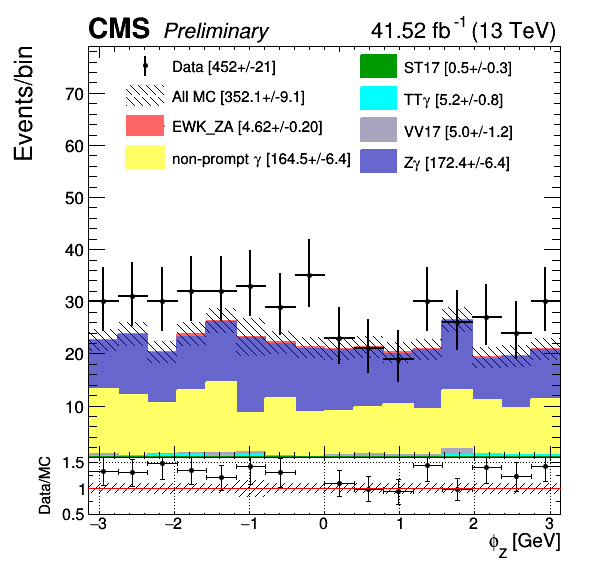 CMS Preliminary 41.52 fb⁻¹ (13 TeV)
Events/bin
Data [452+/-21]
All MC [352.1+/-9.1]
EWK_ZA [4.62+/-0.20]
non-prompt γ [164.5+/-6.4]
ST17 [0.5+/-0.3]
TTγ [5.2+/-0.8]
VV17 [5.0+/-1.2]
Zγ [172.4+/-6.4]
70
60
50
40
30
20
10
Data/MC
1.5
1
0.5
−3 −2 −1 0 1 2 3
ϕ_Z [GeV]